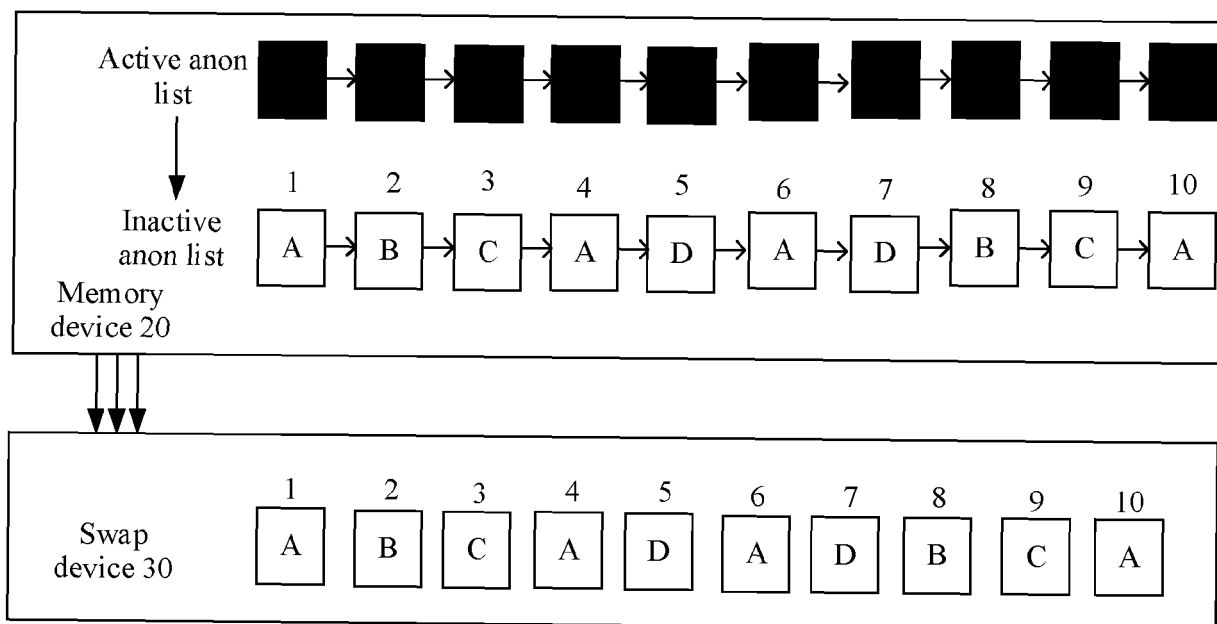 Active anon
list
1 2 3 4 5 6 7 8 9 10
Inactive
anon list
A B C A D A D B C A
Memory
device 20
1 2 3 4 5 6 7 8 9 10
Swap
device 30
A B C A D A D B C A